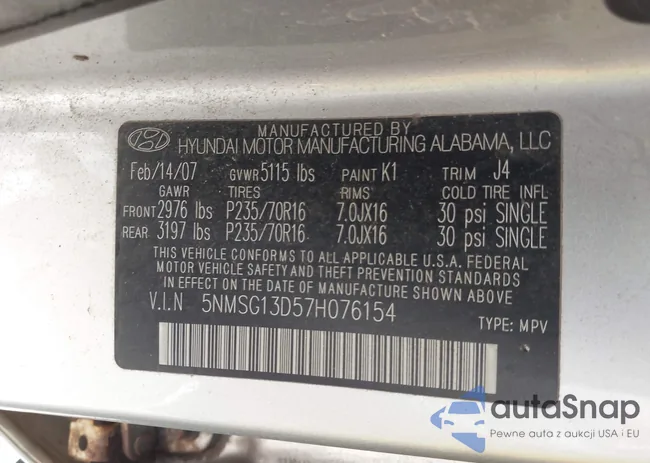 MANUFACTURED BY
HYUNDAI MOTOR MANUFACTURING ALABAMA, LLC
Feb/14/07 GVWR 5115 lbs PAINT K1 TRIM J4
GAWR TIRES RIMS COLD TIRE INFL
FRONT 2976 lbs P235/70R16 7.0JX16 30 psi SINGLE
REAR 3197 lbs P235/70R16 7.0JX16 30 psi SINGLE
THIS VEHICLE CONFORMS TO ALL APPLICABLE U.S.A. FEDERAL
MOTOR VEHICLE SAFETY AND THEFT PREVENTION STANDARDS
IN EFFECT ON THE DATE OF MANUFACTURE SHOWN ABOVE.
V.I.N 5NMSG13D57H076154
TYPE: MPV
autoSnap
Pewne auta z aukcji USA i EU